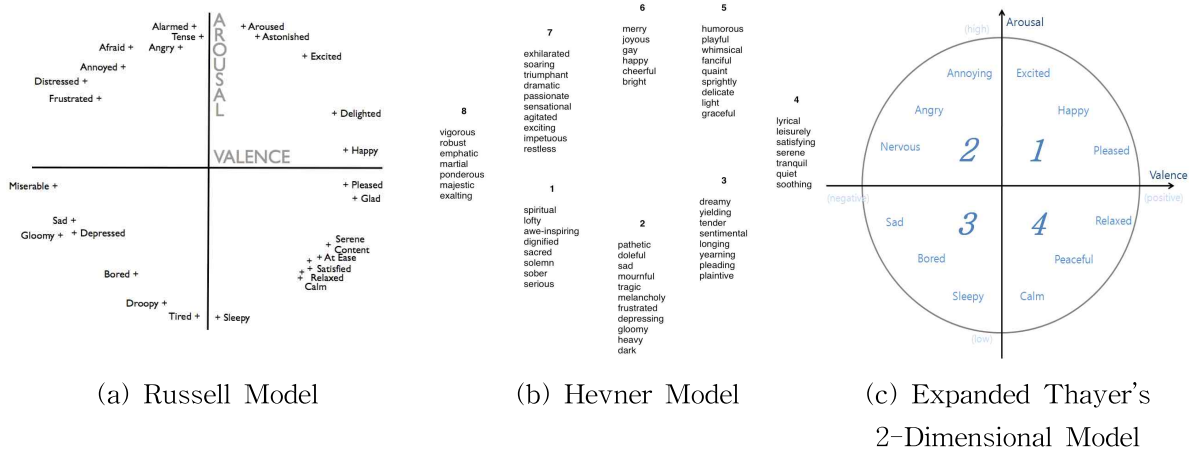 Alarmed +
Tense +
Afraid +
Angry +
Annoyed +
Distressed +
Frustrated +
AROUSAL
+ Aroused
+ Astonished
+ Excited
+ Delighted
+ Happy
VALENCE
Miserable +
Sad +
Gloomy +
+ Depressed
Bored +
Droopy +
Tired +
+ Pleased
+ Glad
Serene
+
Content
+
+ At Ease
+ Satisfied
+ Relaxed
+
Calm
+ Sleepy
(a) Russell Model
8
vigorous
robust
emphatic
martial
ponderous
majestic
exalting
7
exhilarated
soaring
triumphant
dramatic
passionate
sensational
agitated
exciting
impetuous
restless
6
merry
joyous
gay
happy
cheerful
bright
5
humorous
playful
whimsical
fanciful
quaint
sprightly
delicate
light
graceful
4
lyrical
leisurely
satisfying
serene
tranquil
quiet
soothing
1
spiritual
lofty
awe-inspiring
dignified
sacred
solemn
sober
serious
2
pathetic
doleful
sad
mournful
tragic
melancholy
frustrated
depressing
gloomy
heavy
dark
3
dreamy
yielding
tender
sentimental
longing
yearning
pleading
plaintive
(b) Hevner Model
Arousal
(high)
Annoying
Excited
Angry
Happy
Nervous
2
1
Pleased
Valence
(negative)
(positive)
Sad
3
4
Relaxed
Bored
Peaceful
Sleepy
Calm
(low)
(c) Expanded Thayer's
2-Dimensional Model